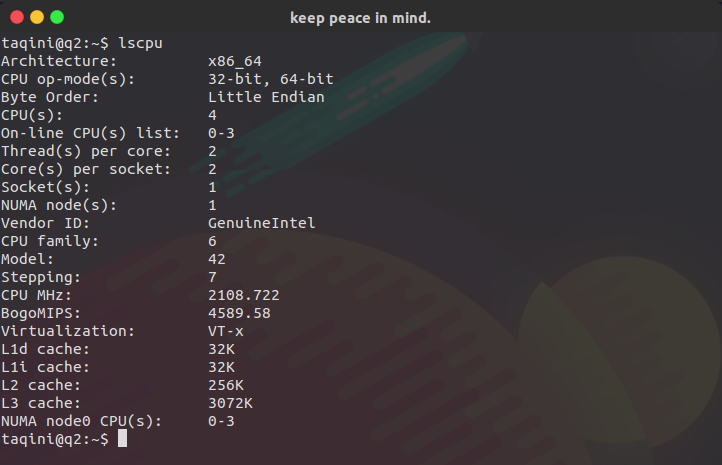 keep peace in mind.
taqini@q2:~$ lscpu
Architecture:          x86_64
CPU op-mode(s):        32-bit, 64-bit
Byte Order:            Little Endian
CPU(s):                4
On-line CPU(s) list:   0-3
Thread(s) per core:    2
Core(s) per socket:    2
Socket(s):             1
NUMA node(s):          1
Vendor ID:             GenuineIntel
CPU family:            6
Model:                 42
Stepping:              7
CPU MHz:               2108.722
BogoMIPS:              4589.58
Virtualization:        VT-x
L1d cache:             32K
L1i cache:             32K
L2 cache:              256K
L3 cache:              3072K
NUMA node0 CPU(s):     0-3
taqini@q2:~$